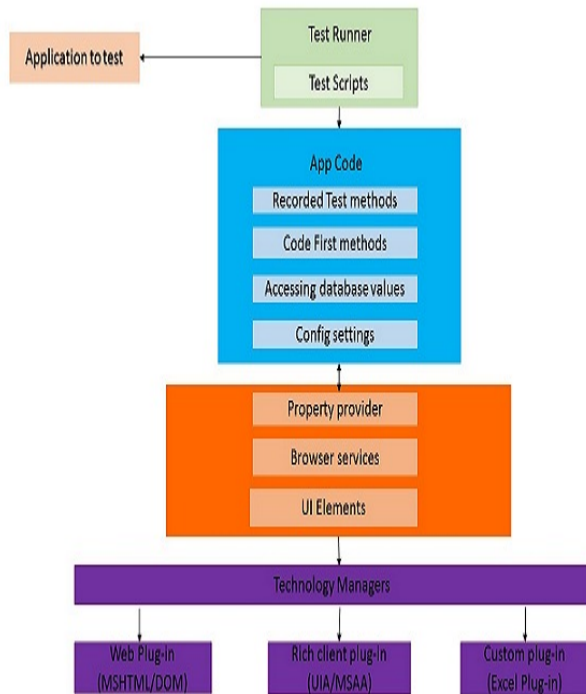 Test Runner
Application to test
Test Scripts
App Code
Recorded Test methods
Code First methods
Accessing database values
Config settings
Property provider
Browser services
UI Elements
Technology Managers
Web Plug-in
(MSHTML/DOM)
Rich client plug-in
(UIA/MSAA)
Custom plug-in
(Excel Plug-in)